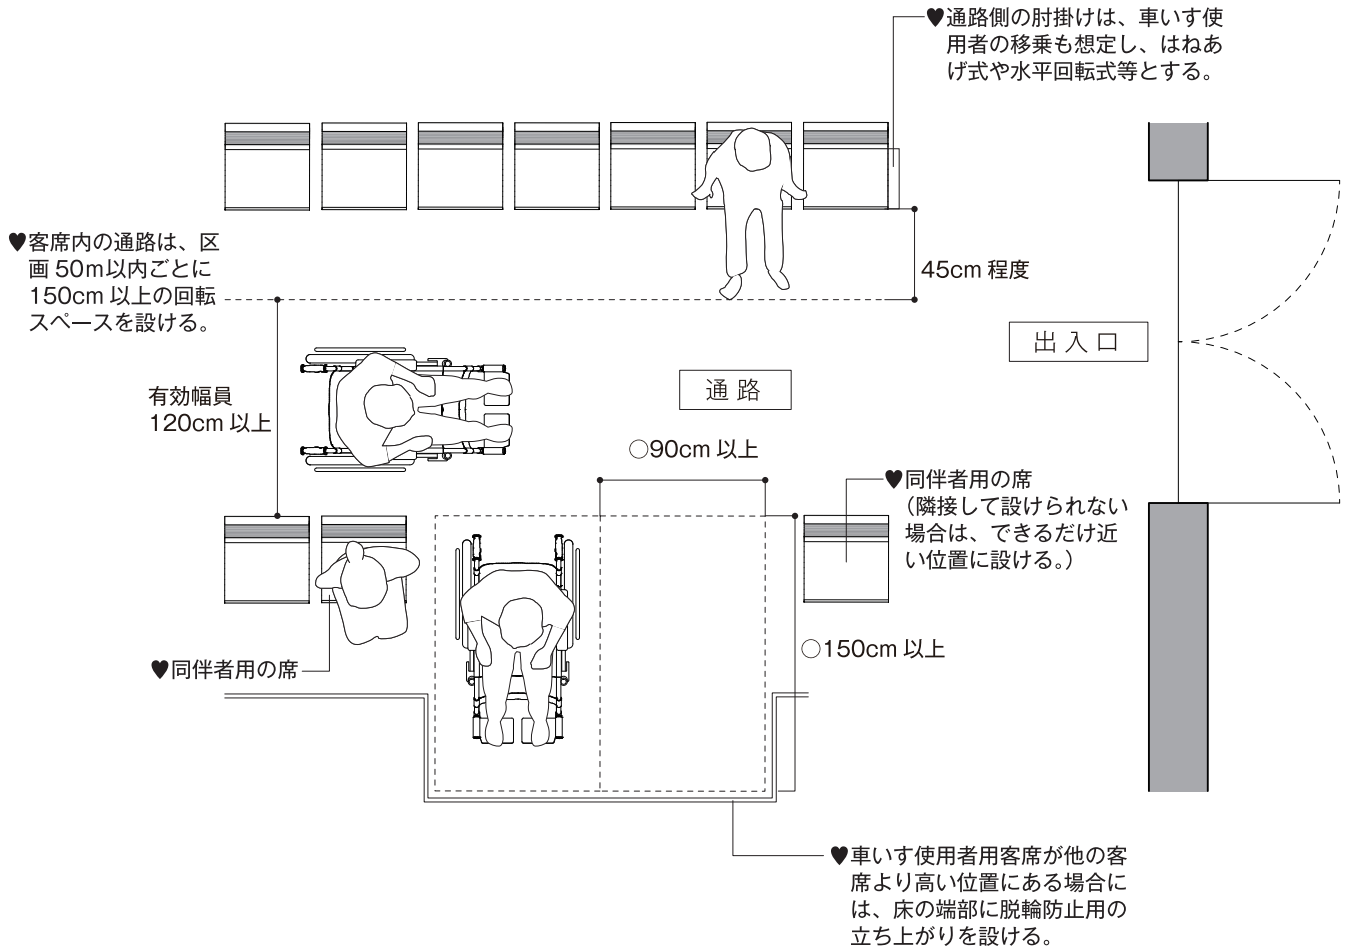 ♥通路側の肘掛けは、車いす使
用者の移乗も想定し、はねあ
げ式や水平回転式等とする。
♥客席内の通路は、区
画 50m以内ごとに
150cm 以上の回転
スペースを設ける。
45cm 程度
出入口
通路
有効幅員
120cm 以上
○90cm 以上
♥同伴者用の席
（隣接して設けられない
場合は、できるだけ近
い位置に設ける。）
○150cm 以上
♥同伴者用の席
♥車いす使用者用客席が他の客
席より高い位置にある場合に
は、床の端部に脱輪防止用の
立ち上がりを設ける。